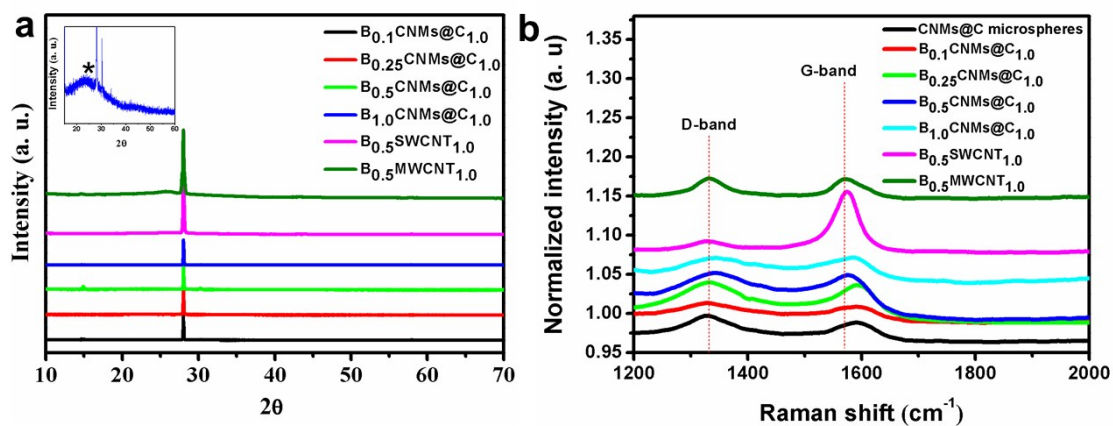 a
Intensity (a. u.)
Intensity (a. u.)
*
20 30 40 50 60
2θ
B0.1CNMs@C1.0
B0.25CNMs@C1.0
B0.5CNMs@C1.0
B1.0CNMs@C1.0
B0.5SWCNT1.0
B0.5MWCNT1.0
10 20 30 40 50 60 70
2θ
b
Normalized intensity (a. u)
1.35
1.30
1.25
1.20
1.15
1.10
1.05
1.00
0.95
D-band
G-band
CNMs@C microspheres
B0.1CNMs@C1.0
B0.25CNMs@C1.0
B0.5CNMs@C1.0
B1.0CNMs@C1.0
B0.5SWCNT1.0
B0.5MWCNT1.0
1200 1400 1600 1800 2000
Raman shift (cm-1)